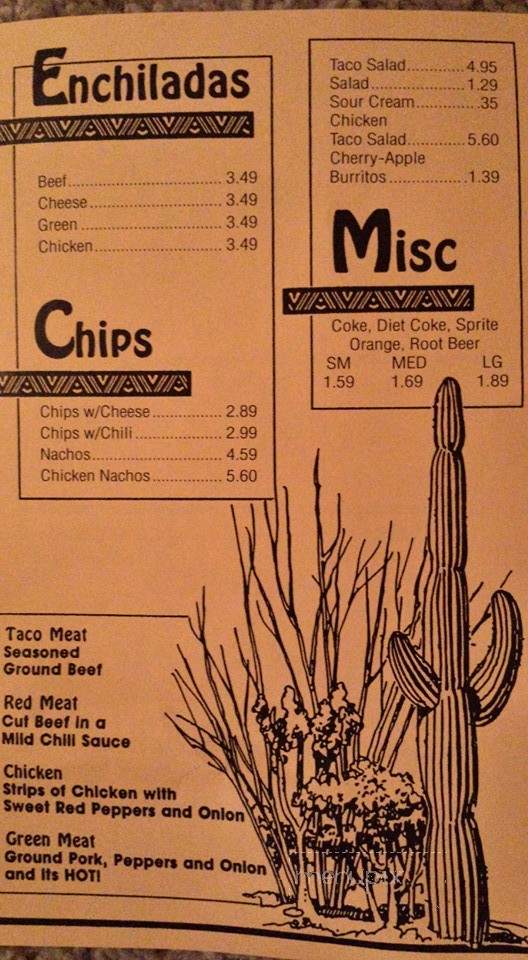 Enchiladas
Beef.................................. 3.49
Cheese............................. 3.49
Green............................... 3.49
Chicken............................ 3.49
Chips
Chips w/Cheese................. 2.89
Chips w/Chili..................... 2.99
Nachos.............................. 4.59
Chicken Nachos................. 5.60
Taco Salad............. 4.95
Salad....................... 1.29
Sour Cream............. .35
Chicken
Taco Salad............. 5.60
Cherry-Apple
Burritos................... 1.39
Misc
Coke, Diet Coke, Sprite
Orange, Root Beer
SM MED LG
1.59 1.69 1.89
Taco Meat
Seasoned
Ground Beef
Red Meat
Cut Beef in a
Mild Chili Sauce
Chicken
Strips of Chicken with
Sweet Red Peppers and Onion
Green Meat
Ground Pork, Peppers and Onion
and its HOT!